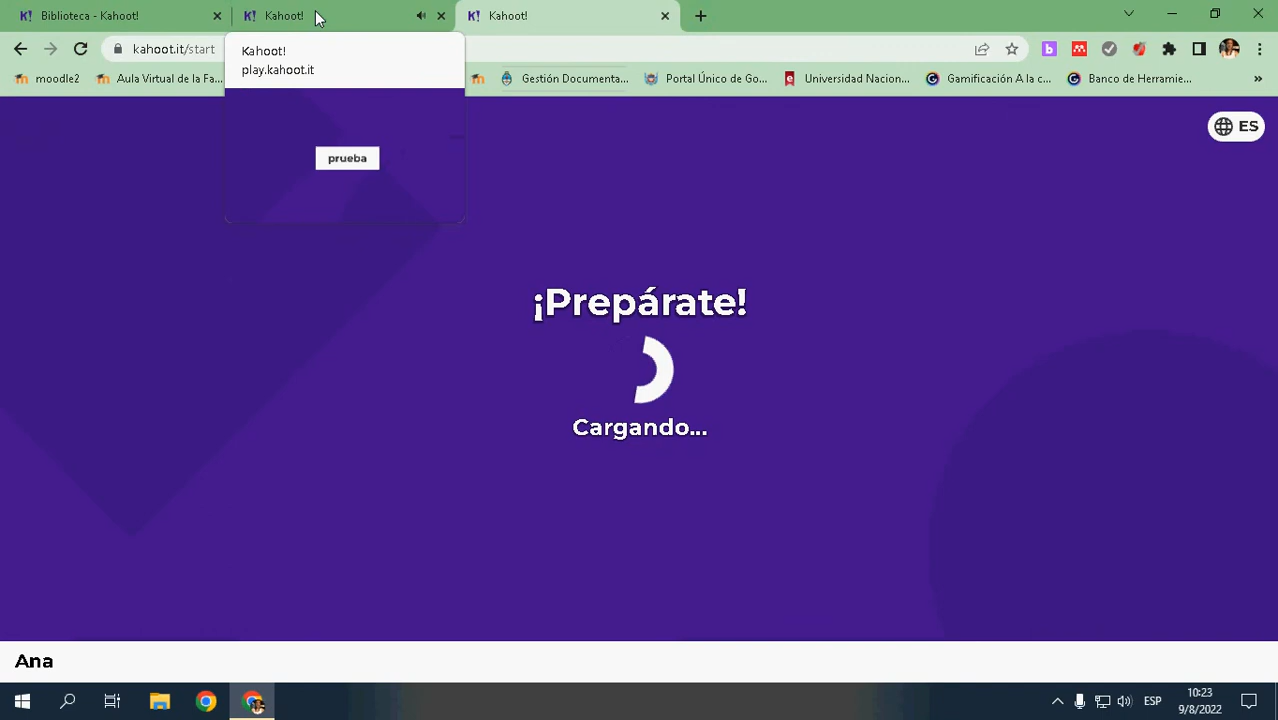 K! Biblioteca - Kahoot!
K! Kahoot!
K! Kahoot!
kahoot.it/start
Kahoot!
play.kahoot.it
moodle2
Aula Virtual de la Fa...
Gestión Documenta...
Portal Único de Go...
Universidad Nacion...
Gamificación A la c...
Banco de Herramie...
prueba
ES
¡Prepárate!
Cargando...
Ana
ESP
10:23
9/8/2022